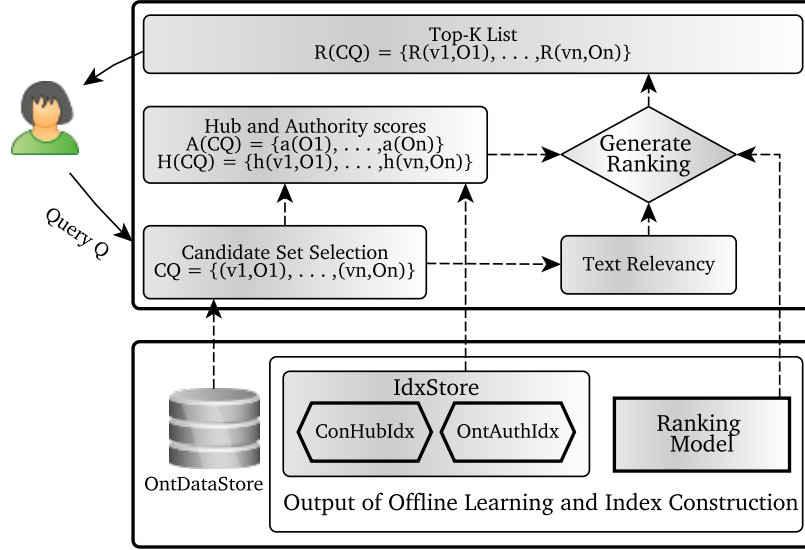 Top-K List
R(CQ) = {R(v1,O1), . . . ,R(vn,On)}
Hub and Authority scores
A(CQ) = {a(O1), . . . ,a(On)}
H(CQ) = {h(v1,O1), . . . ,h(vn,On)}
Generate
Ranking
Query Q
Candidate Set Selection
CQ = {(v1,O1), . . . ,(vn,On)}
Text Relevancy
IdxStore
ConHubIdx
OntAuthIdx
Ranking
Model
OntDataStore
Output of Offline Learning and Index Construction